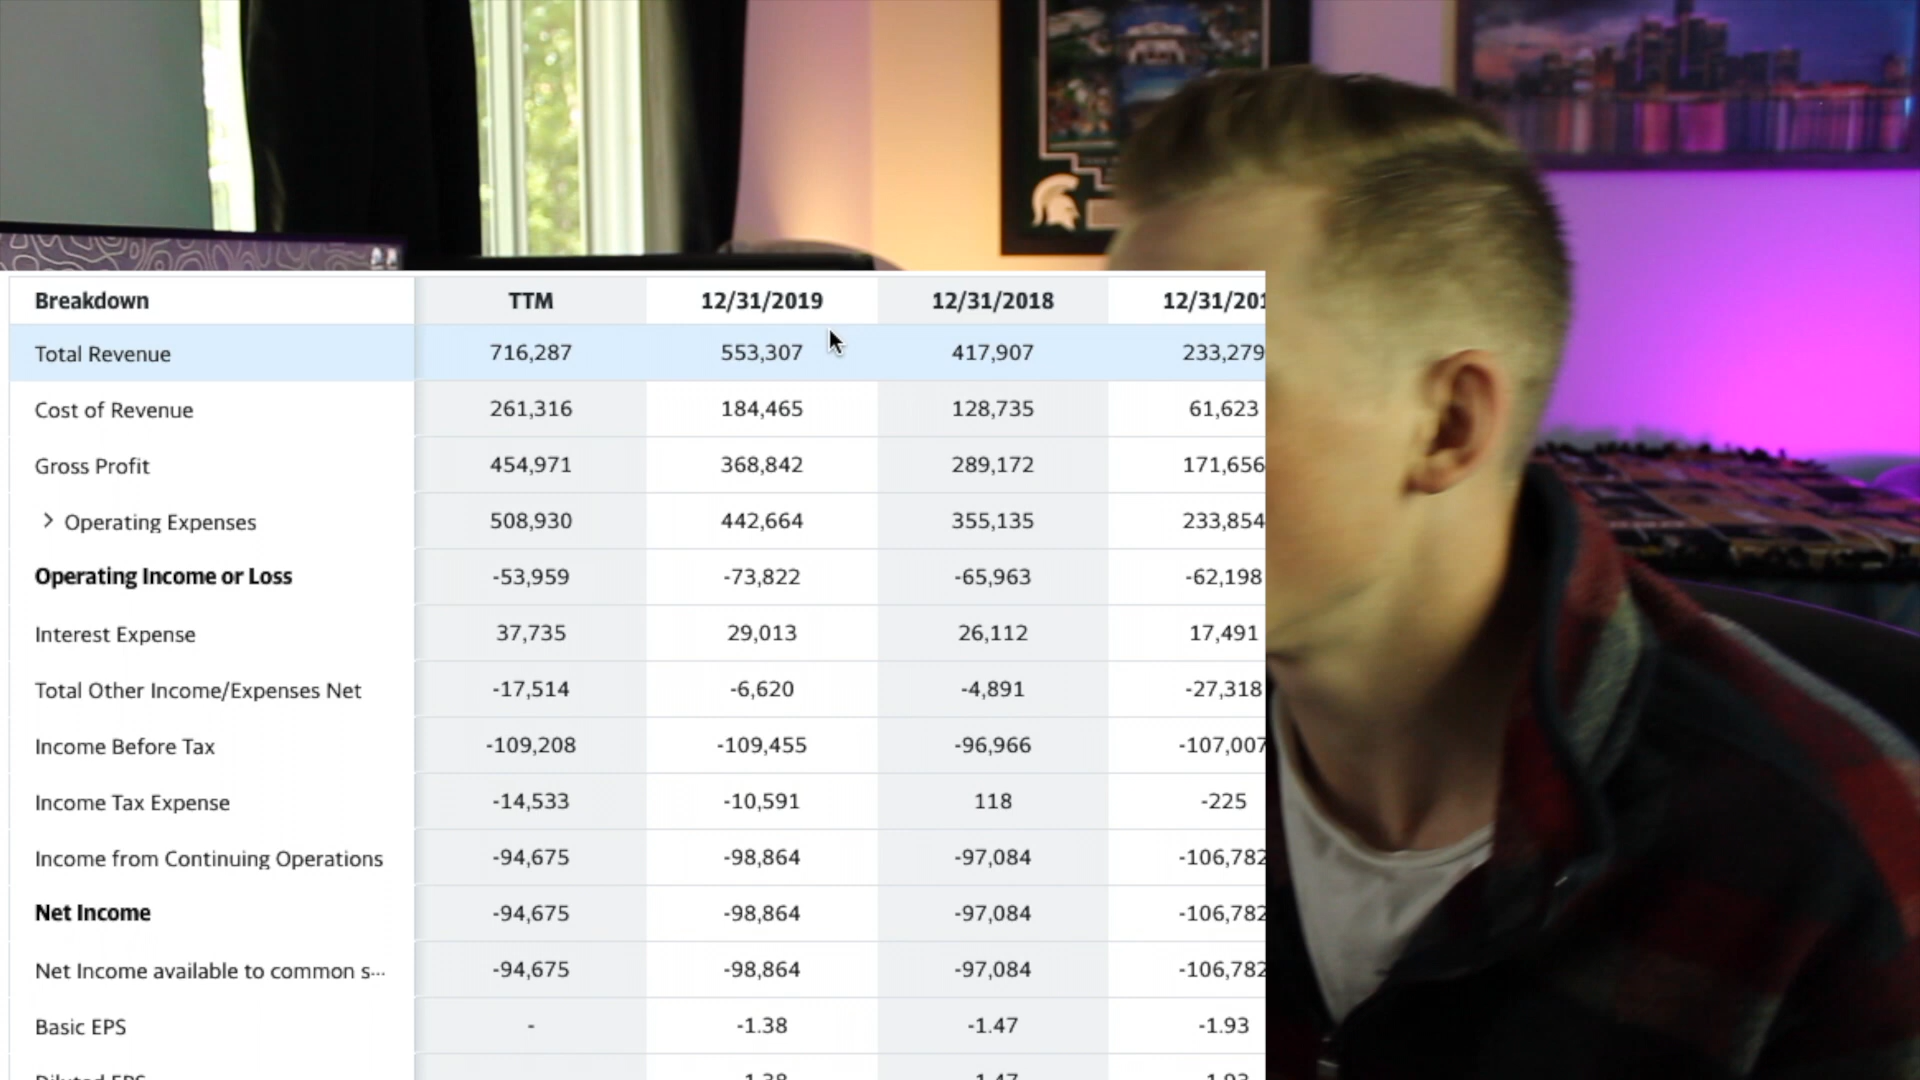 Breakdown TTM 12/31/2019 12/31/2018 12/31/201
Total Revenue 716,287 553,307 417,907 233,279
Cost of Revenue 261,316 184,465 128,735 61,623
Gross Profit 454,971 368,842 289,172 171,656
> Operating Expenses 508,930 442,664 355,135 233,854
Operating Income or Loss -53,959 -73,822 -65,963 -62,198
Interest Expense 37,735 29,013 26,112 17,491
Total Other Income/Expenses Net -17,514 -6,620 -4,891 -27,318
Income Before Tax -109,208 -109,455 -96,966 -107,007
Income Tax Expense -14,533 -10,591 118 -225
Income from Continuing Operations -94,675 -98,864 -97,084 -106,782
Net Income -94,675 -98,864 -97,084 -106,782
Net Income available to common s... -94,675 -98,864 -97,084 -106,782
Basic EPS - -1.38 -1.47 -1.93